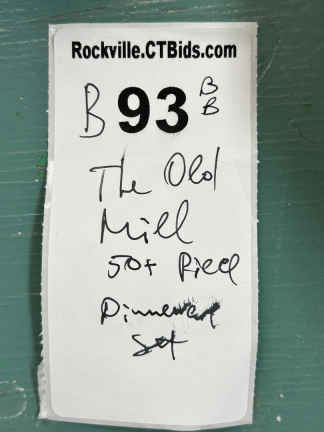 Rockville.CTBids.com
B 93 B
B
The Old
Mill
50+ Piece
Dinnerware
Set